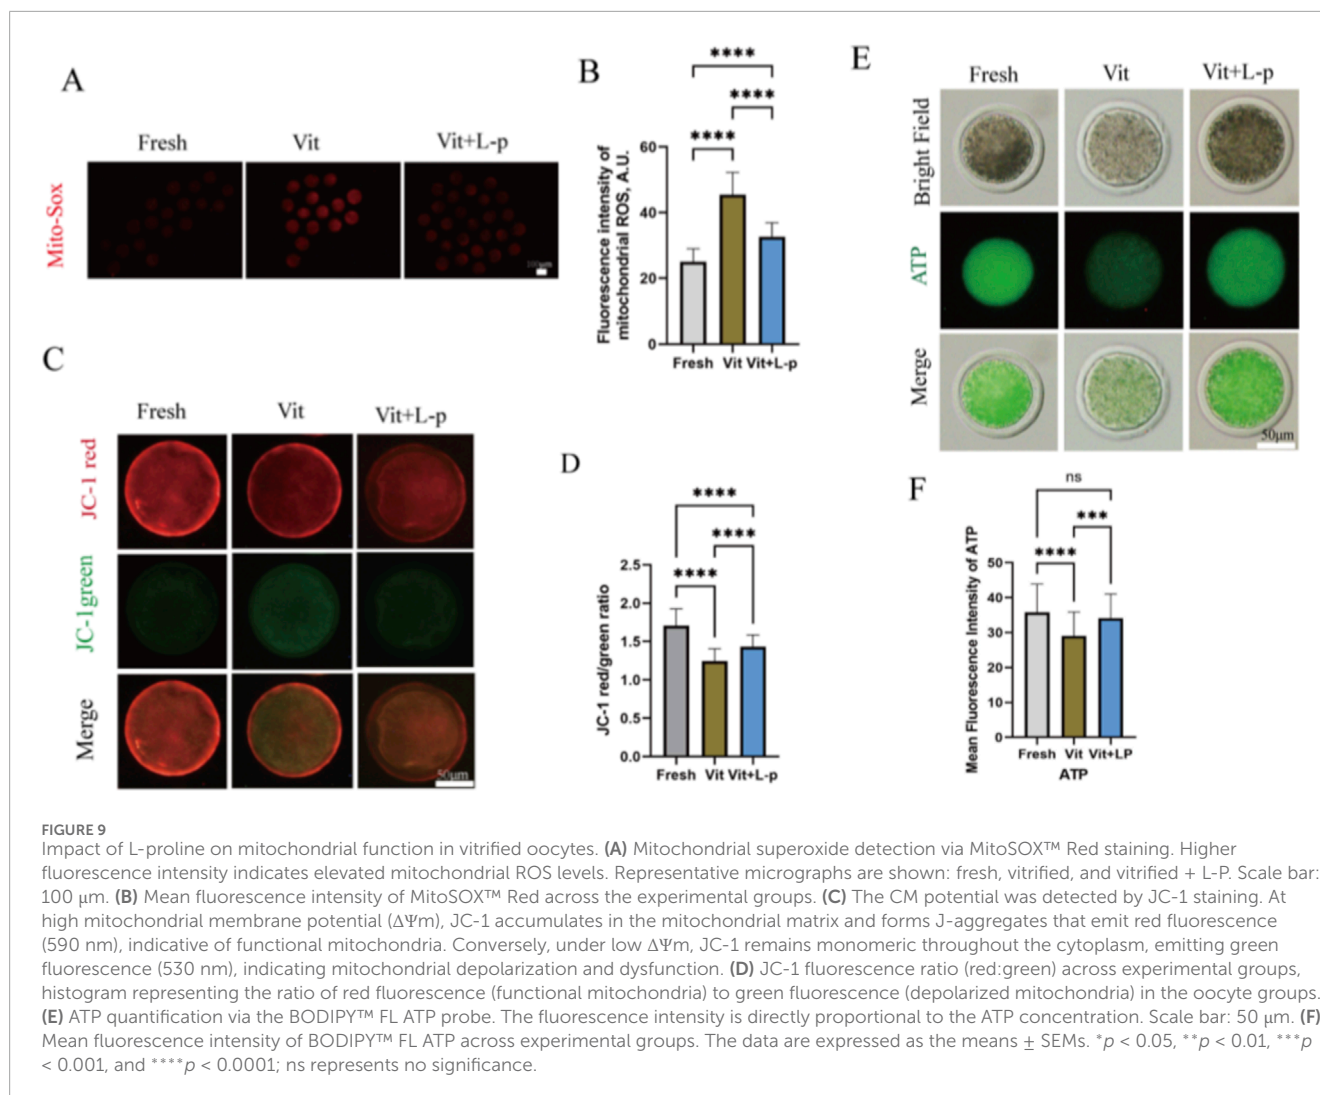 A
Fresh
Vit
Vit+L-p
Mito-Sox
100μm
B
****
****
****
Fluorescence intensity of
mitochondrial ROS, A.U.
60
40
20
0
Fresh Vit Vit+L-p
C
Fresh
Vit
Vit+L-p
JC-1 red
JC-1green
Merge
50μm
D
****
****
****
JC-1 red/green ratio
2.5
2.0
1.5
1.0
0.5
0.0
Fresh Vit Vit+L-p
E
Fresh
Vit
Vit+L-p
Bright Field
ATP
Merge
50μm
F
ns
***
****
Mean Fluorescence Intensity of ATP
50
40
30
20
10
0
Fresh Vit Vit+LP
ATP
FIGURE 9
Impact of L-proline on mitochondrial function in vitrified oocytes. (A) Mitochondrial superoxide detection via MitoSOX™ Red staining. Higher
fluorescence intensity indicates elevated mitochondrial ROS levels. Representative micrographs are shown: fresh, vitrified, and vitrified + L-P. Scale bar:
100 μm. (B) Mean fluorescence intensity of MitoSOX™ Red across the experimental groups. (C) The CM potential was detected by JC-1 staining. At
high mitochondrial membrane potential (ΔΨm), JC-1 accumulates in the mitochondrial matrix and forms J-aggregates that emit red fluorescence
(590 nm), indicative of functional mitochondria. Conversely, under low ΔΨm, JC-1 remains monomeric throughout the cytoplasm, emitting green
fluorescence (530 nm), indicating mitochondrial depolarization and dysfunction. (D) JC-1 fluorescence ratio (red:green) across experimental groups,
histogram representing the ratio of red fluorescence (functional mitochondria) to green fluorescence (depolarized mitochondria) in the oocyte groups.
(E) ATP quantification via the BODIPY™ FL ATP probe. The fluorescence intensity is directly proportional to the ATP concentration. Scale bar: 50 μm. (F)
Mean fluorescence intensity of BODIPY™ FL ATP across experimental groups. The data are expressed as the means ± SEMs. *p < 0.05, **p < 0.01, ***p
< 0.001, and ****p < 0.0001; ns represents no significance.